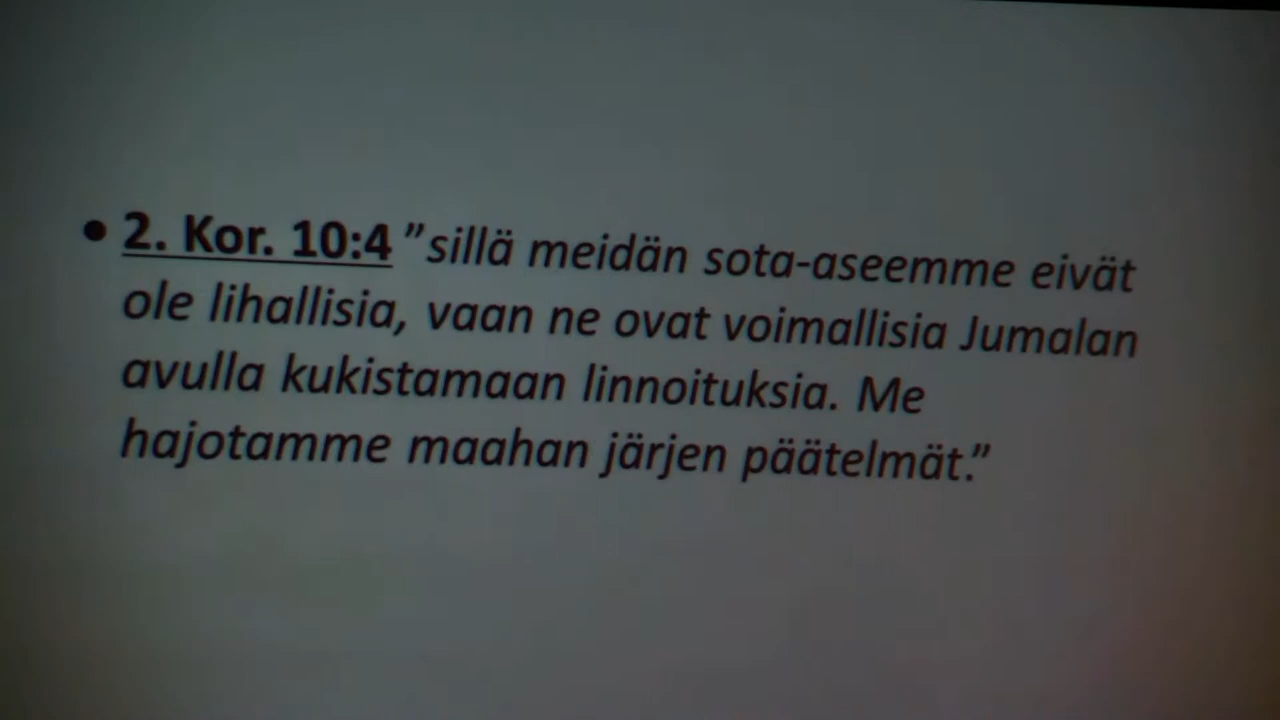 • 2. Kor. 10:4 ”sillä meidän sota-aseemme eivät
ole lihallisia, vaan ne ovat voimallisia Jumalan
avulla kukistamaan linnoituksia. Me
hajotamme maahan järjen päätelmät.”